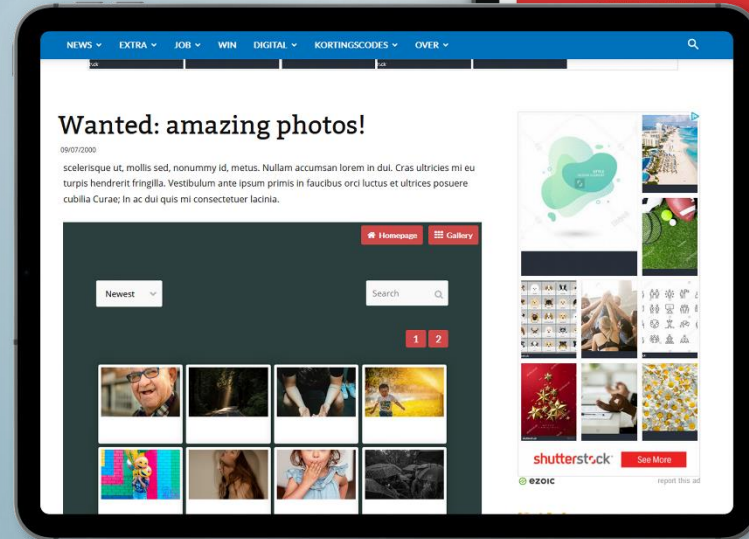 NEWS EXTRA JOB WIN DIGITAL KORTINGSCODES OVER
Wanted: amazing photos!
09/07/2000
scelerisque ut, mollis sed, nonummy id, metus. Nullam accumsan lorem in dui. Cras ultricies mi eu
turpis hendrerit fringilla. Vestibulum ante ipsum primis in faucibus orci luctus et ultrices posuere
cubilia Curae; In ac dui quis mi consectetuer lacinia.
Homepage Gallery
Newest Search
1 2
shutterstock See More
ezoic report this ad